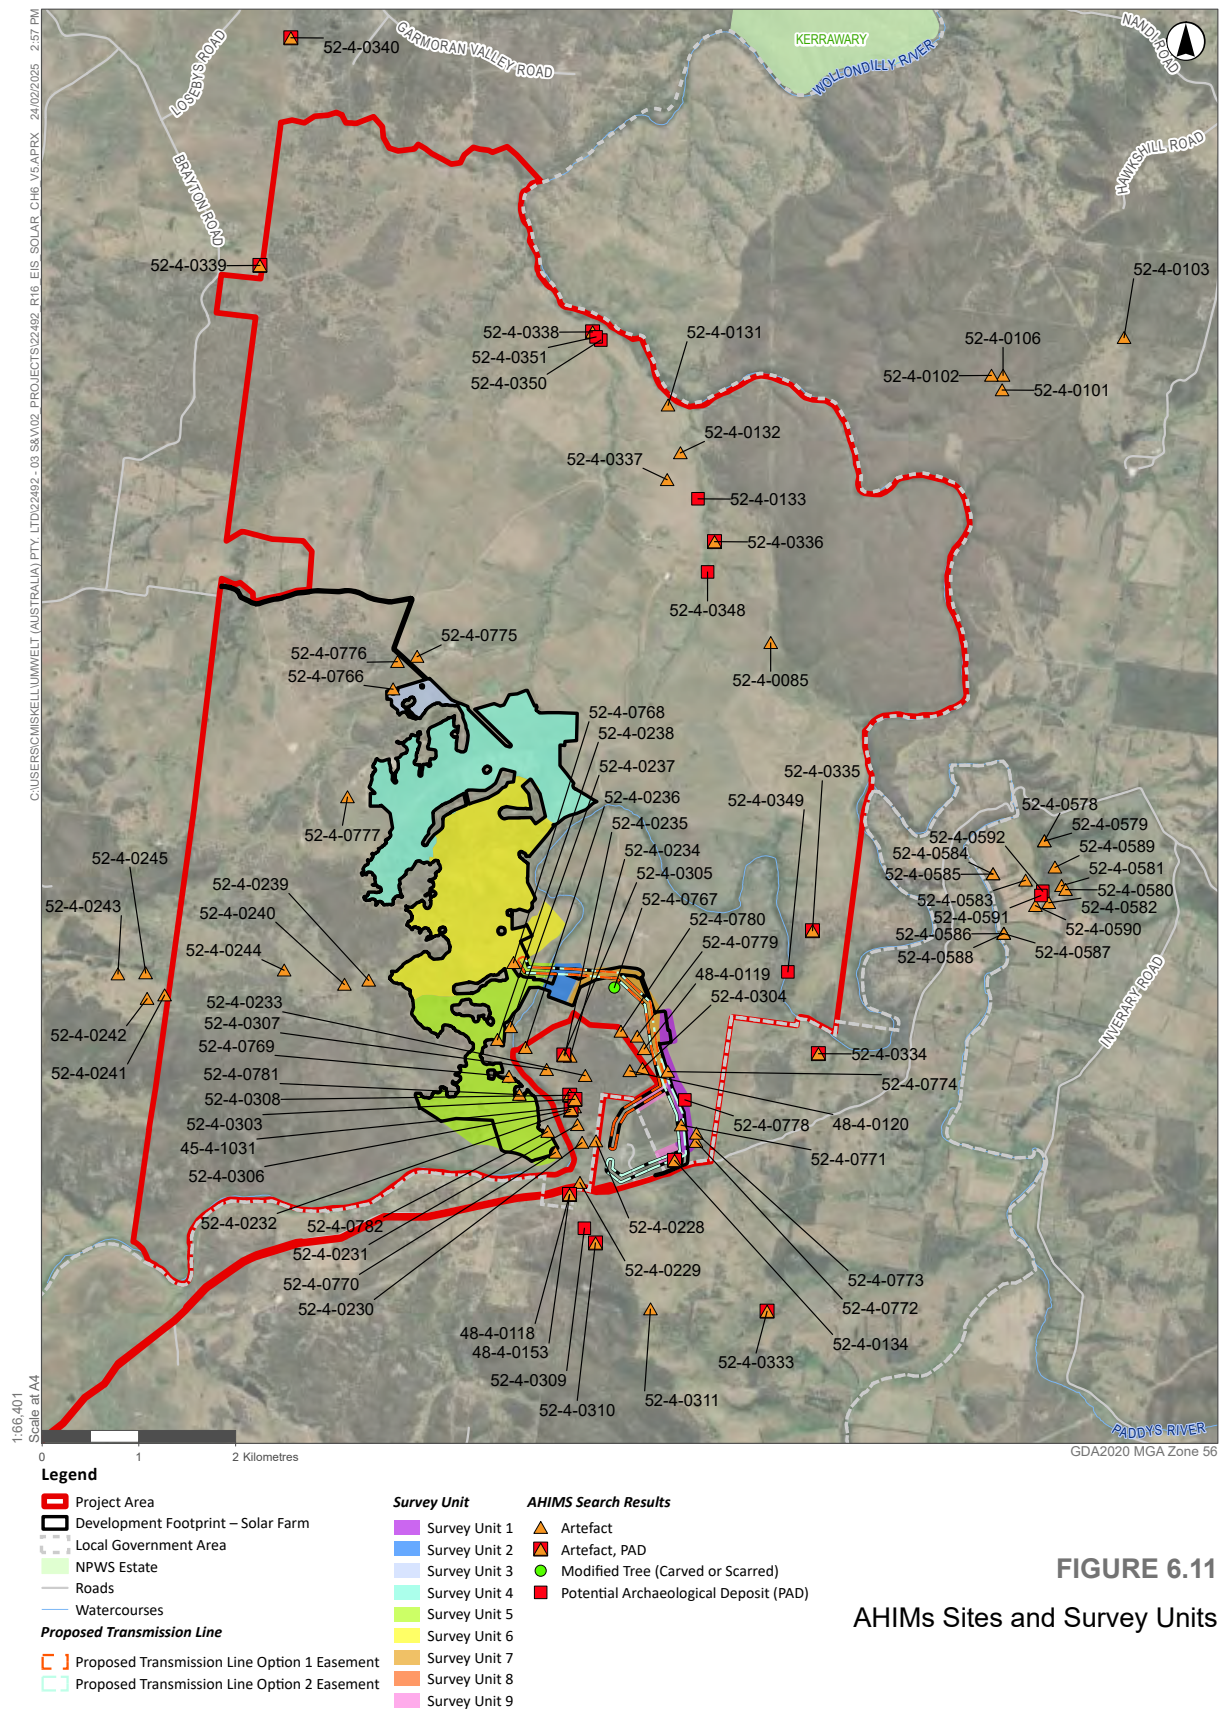 C:\USERS\CMISKELL\UMWELT (AUSTRALIA) PTY. LTD\22492 - 03 S&V\02_PROJECTS\22492_R16_EIS_SOLAR_CH6_V5.APRX 24/02/2025 2:57 PM
52-4-0340
GARMORAN VALLEY ROAD
LOSEBYS ROAD
KERRAWARY
WOLLONDILLY RIVER
NANDI ROAD
HAWKSHILL ROAD
BRAYTON ROAD
52-4-0339
52-4-0103
52-4-0338
52-4-0131
52-4-0106
52-4-0351
52-4-0102
52-4-0350
52-4-0101
52-4-0132
52-4-0337
52-4-0133
52-4-0336
52-4-0348
52-4-0775
52-4-0776
52-4-0766
52-4-0085
52-4-0768
52-4-0238
52-4-0237
52-4-0335
52-4-0236
52-4-0349
52-4-0578
52-4-0235
52-4-0579
52-4-0777
52-4-0592
52-4-0234
52-4-0589
52-4-0584
52-4-0245
52-4-0305
52-4-0581
52-4-0585
52-4-0239
52-4-0767
52-4-0580
52-4-0243
52-4-0583
52-4-0582
52-4-0240
52-4-0780
52-4-0591
52-4-0590
52-4-0586
52-4-0779
52-4-0244
52-4-0588
52-4-0587
48-4-0119
52-4-0304
52-4-0233
52-4-0307
52-4-0242
INVERARY ROAD
52-4-0769
52-4-0334
52-4-0241
52-4-0781
52-4-0774
52-4-0308
52-4-0303
52-4-0778
48-4-0120
45-4-1031
52-4-0771
52-4-0306
52-4-0232
52-4-0782
52-4-0228
52-4-0231
52-4-0229
52-4-0770
52-4-0773
52-4-0230
52-4-0772
48-4-0118
52-4-0134
48-4-0153
52-4-0333
52-4-0309
52-4-0311
52-4-0310
PADDYS RIVER
1:66,401
Scale at A4
0 1 2 Kilometres
GDA2020 MGA Zone 56
Legend
Project Area
Development Footprint – Solar Farm
Local Government Area
NPWS Estate
Roads
Watercourses
Proposed Transmission Line
Proposed Transmission Line Option 1 Easement
Proposed Transmission Line Option 2 Easement
Survey Unit
Survey Unit 1
Survey Unit 2
Survey Unit 3
Survey Unit 4
Survey Unit 5
Survey Unit 6
Survey Unit 7
Survey Unit 8
Survey Unit 9
AHIMS Search Results
Artefact
Artefact, PAD
Modified Tree (Carved or Scarred)
Potential Archaeological Deposit (PAD)
FIGURE 6.11
AHIMs Sites and Survey Units